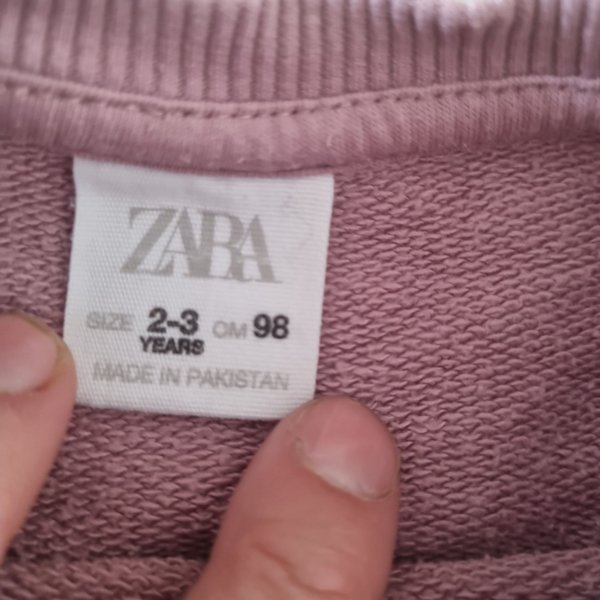 ZARA
SIZE 2-3 CM 98
YEARS
MADE IN PAKISTAN